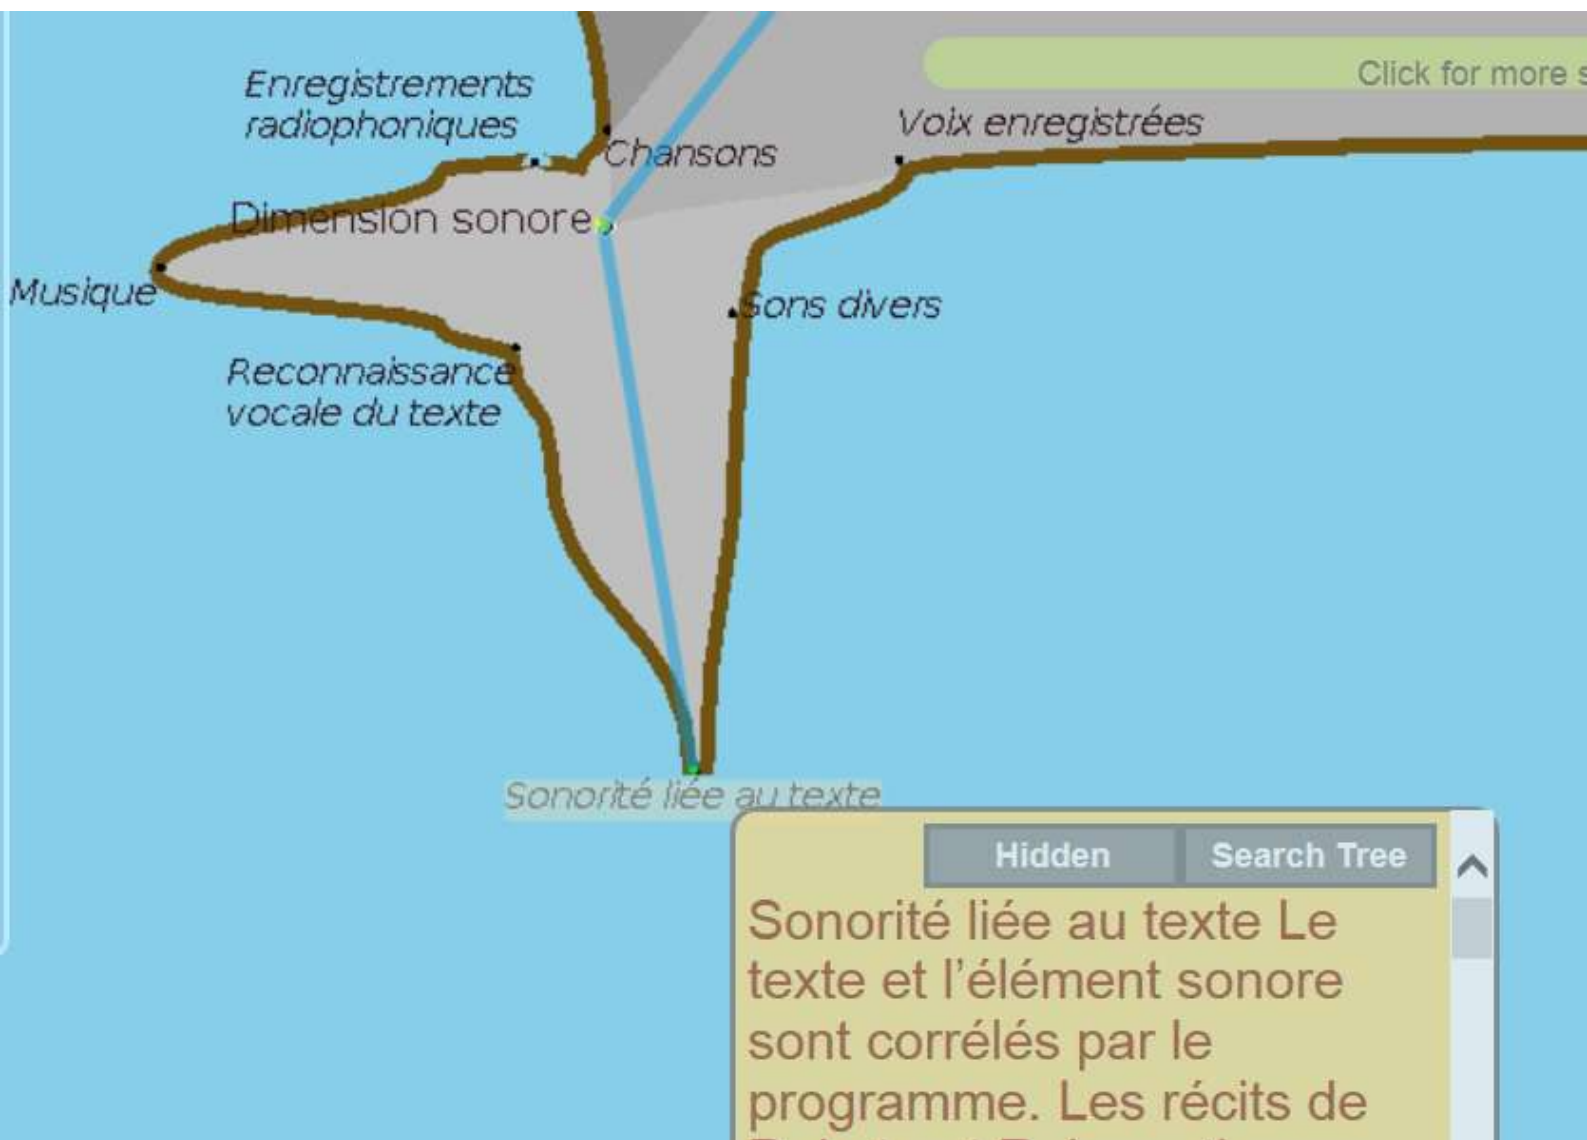 Enregistrements
radiophoniques
Click for more
Voix enregistrées
Chansons
Dimension sonore
Musique
Sons divers
Reconnaissance
vocale du texte
Sonorité liée au texte
Hidden
Search Tree
Sonorité liée au texte Le
texte et l’élément sonore
sont corrélés par le
programme. Les récits de